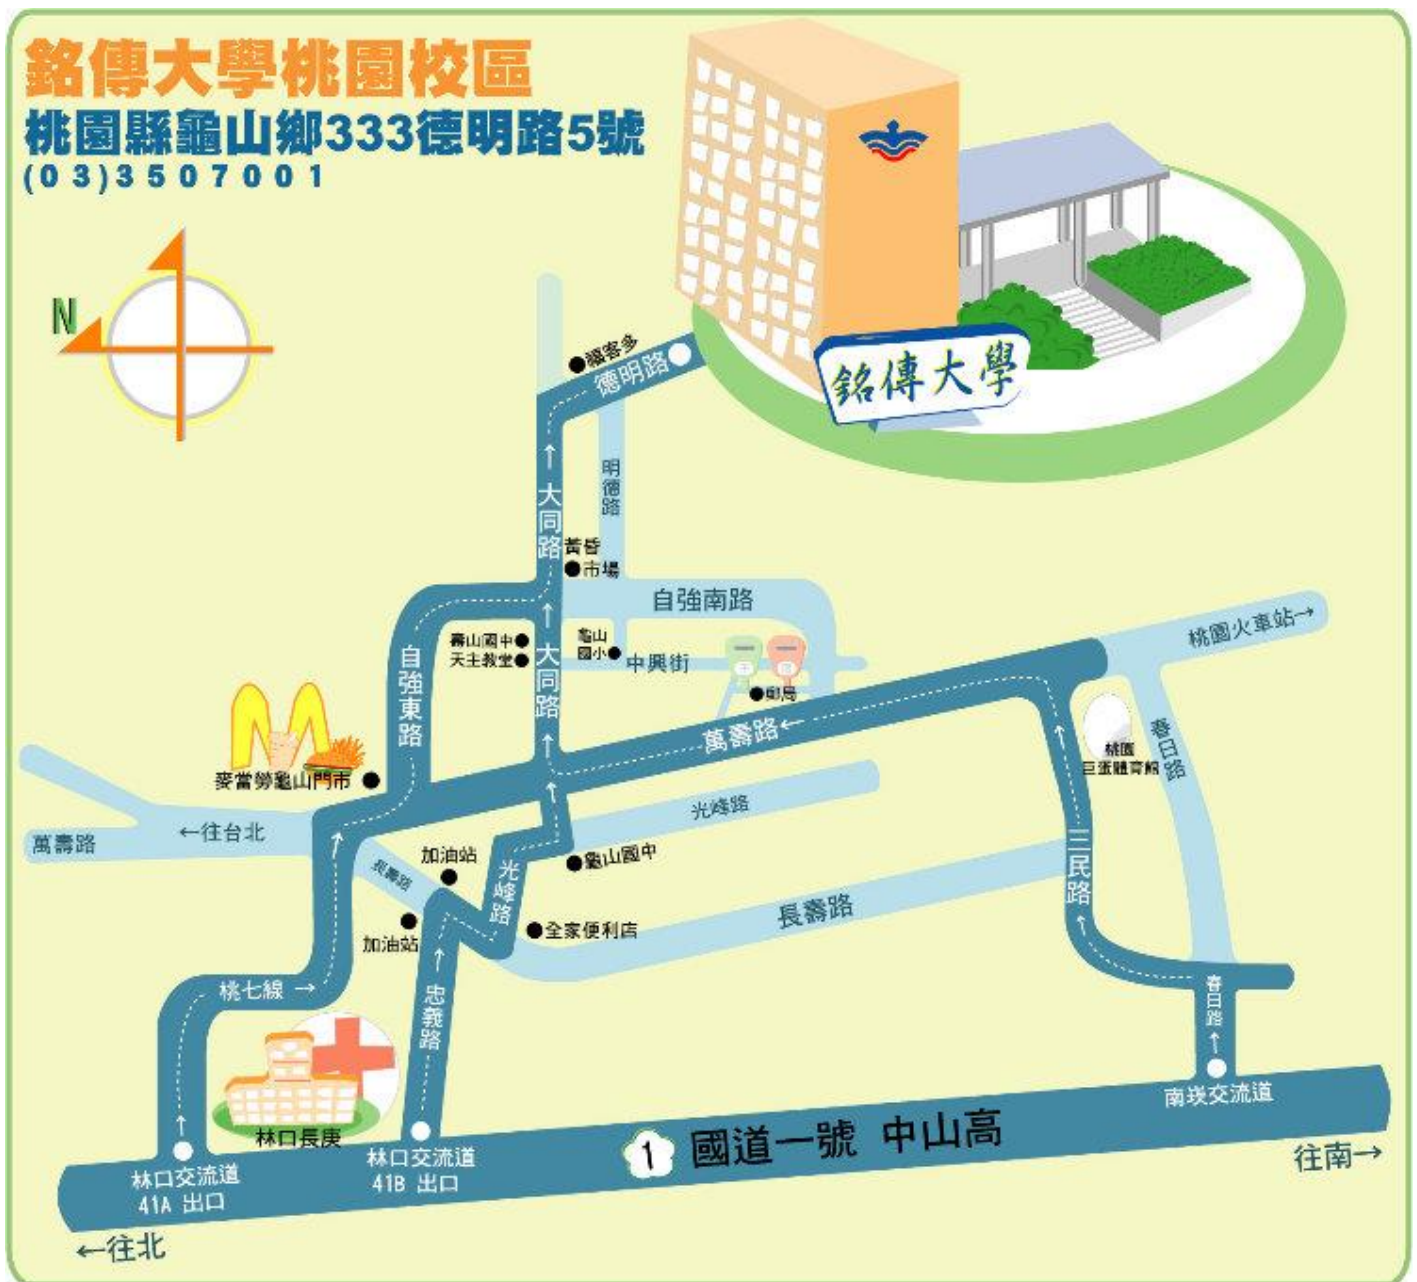 銘傳大學桃園校區
桃園縣龜山鄉333德明路5號
(03)3507001
N
福客多
德明路
銘傳大學
明德路
大同路
黃昏
市場
自強南路
壽山國中
天主教堂
龜山
國小
中興街
大同路
自強東路
郵局
桃園火車站→
萬壽路←
春日路
桃園
巨蛋體育館
麥當勞龜山門市
光峰路
←往台北
萬壽路
三民路
加油站
長壽路
光峰路
龜山國中
長壽路
加油站
全家便利店
桃七線 →
忠義路
春日路
林口長庚
南崁交流道
1 國道一號 中山高
林口交流道
41A 出口
林口交流道
41B 出口
往南→
←往北